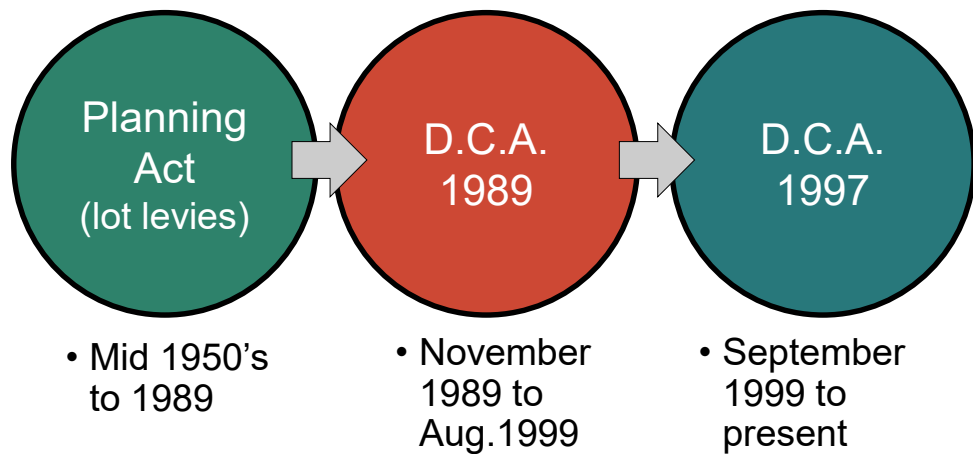 Planning
Act
(lot levies)
D.C.A.
1989
D.C.A.
1997
• Mid 1950’s
to 1989
• November
1989 to
Aug.1999
• September
1999 to
present